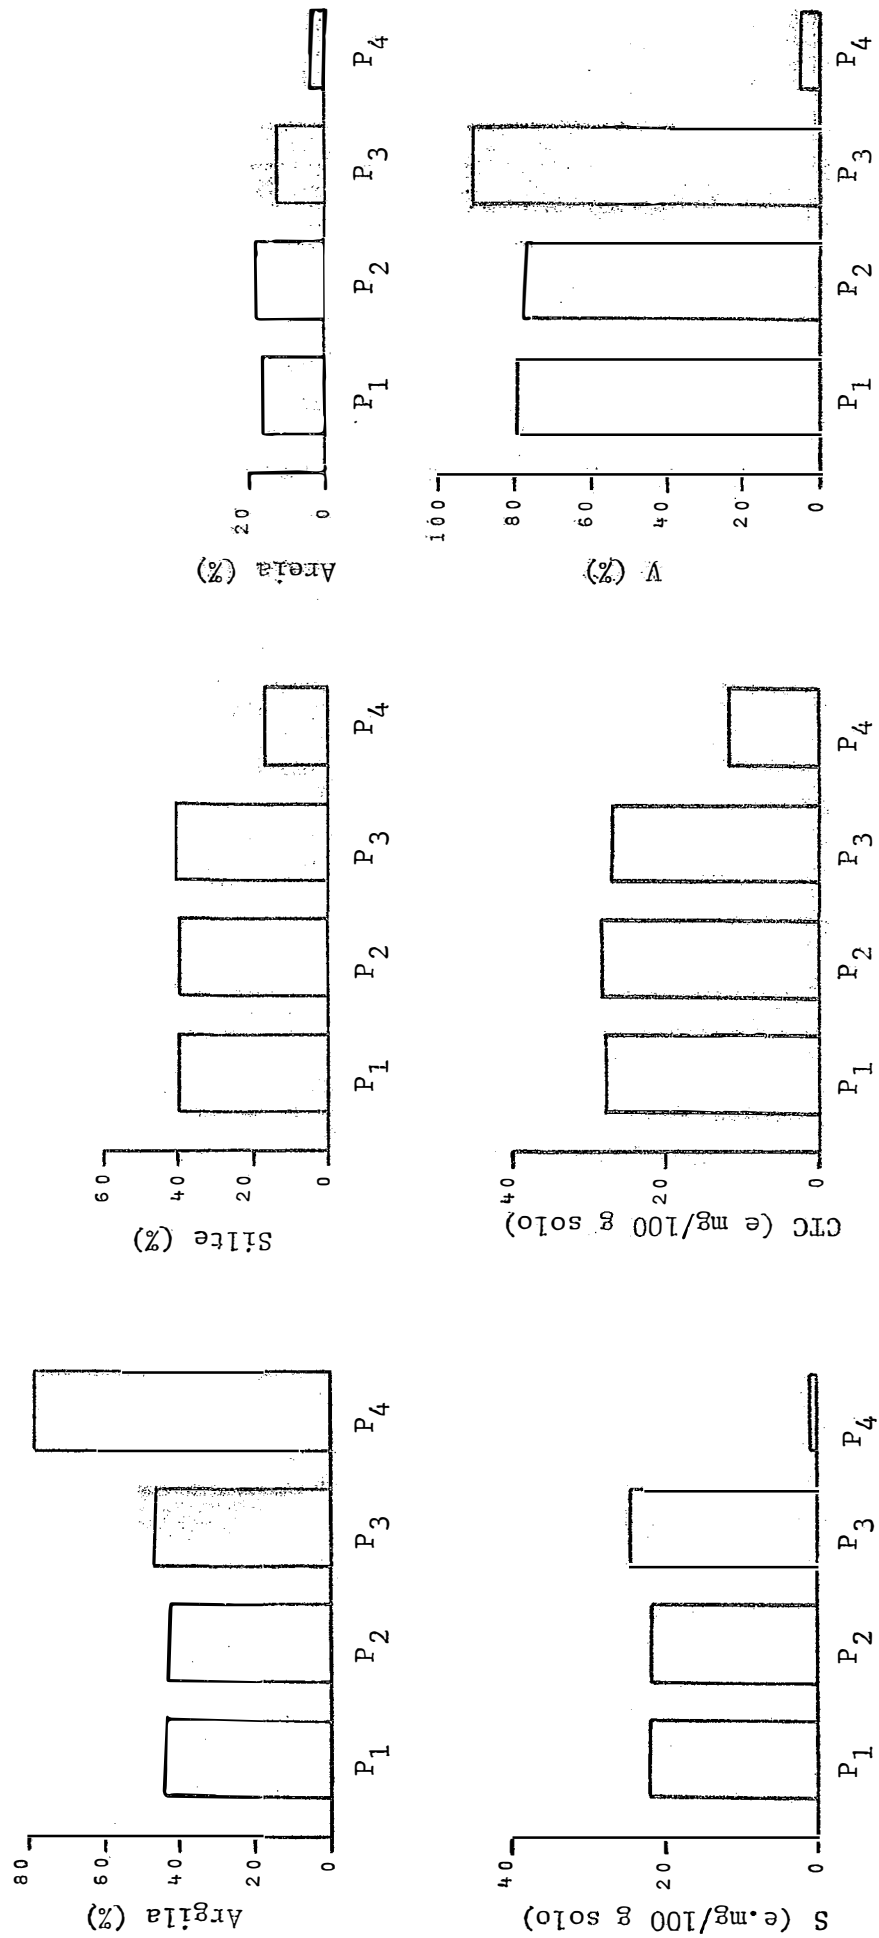 Argila (%)
80
60
40
20
0
P1 P2 P3 P4
Silte (%)
60
40
20
0
P1 P2 P3 P4
Areia (%)
20
0
P1 P2 P3 P4
S (e.mg/100 g solo)
40
20
0
P1 P2 P3 P4
CTC (e mg/100 g solo)
40
20
0
P1 P2 P3 P4
V (%)
100
80
60
40
20
0
P1 P2 P3 P4